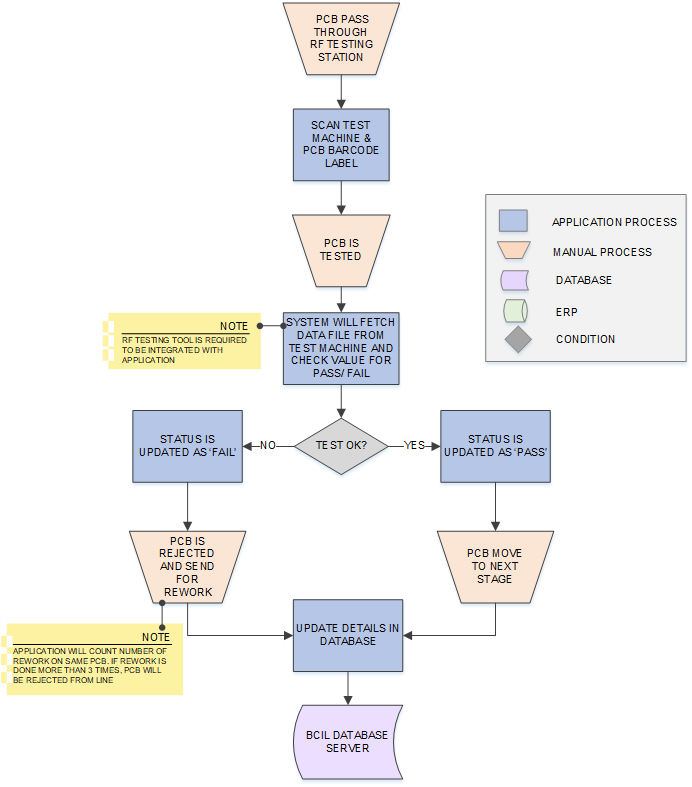 PCB PASS
THROUGH
RF TESTING
STATION
SCAN TEST
MACHINE &
PCB BARCODE
LABEL
PCB IS
TESTED
APPLICATION PROCESS
MANUAL PROCESS
DATABASE
ERP
CONDITION
NOTE
RF TESTING TOOL IS REQUIRED
TO BE INTEGRATED WITH
APPLICATION
SYSTEM WILL FETCH
DATA FILE FROM
TEST MACHINE AND
CHECK VALUE FOR
PASS/ FAIL
STATUS IS
UPDATED AS ‘FAIL’
NO
TEST OK?
YES
STATUS IS
UPDATED AS ‘PASS’
PCB IS
REJECTED
AND SEND
FOR
REWORK
PCB MOVE
TO NEXT
STAGE
NOTE
APPLICATION WILL COUNT NUMBER OF
REWORK ON SAME PCB. IF REWORK IS
DONE MORE THAN 3 TIMES, PCB WILL
BE REJECTED FROM LINE
UPDATE DETAILS IN
DATABASE
BCIL DATABASE
SERVER